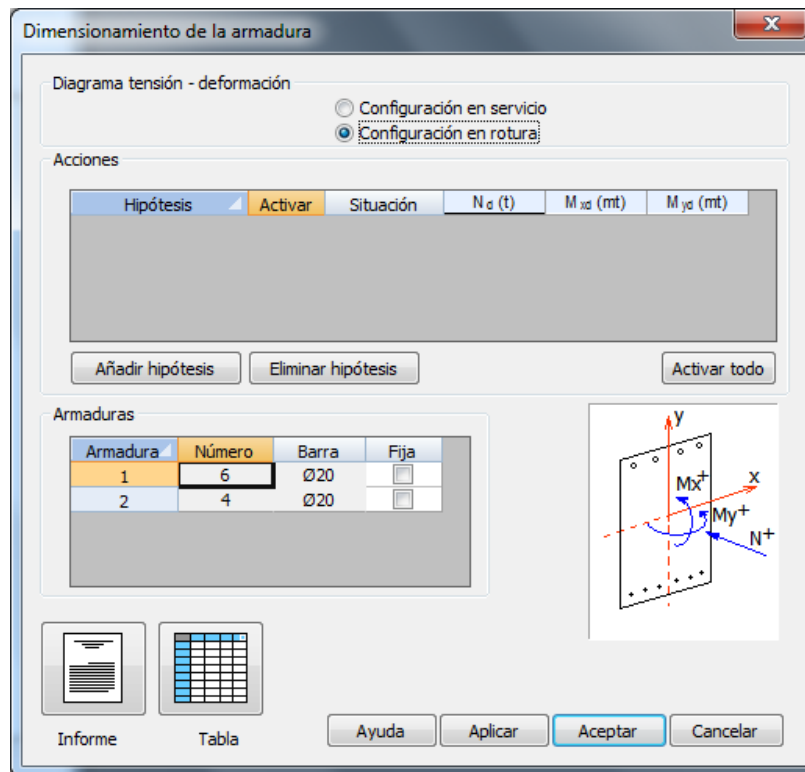 Dimensionamiento de la armadura
Diagrama tensión - deformación
Configuración en servicio
Configuración en rotura
Acciones
Hipótesis Activar Situación N d (t) M xd (mt) M yd (mt)
Añadir hipótesis Eliminar hipótesis Activar todo
Armaduras
Armadura Número Barra Fija
1 6 Ø20
2 4 Ø20
y
x
Mx+
My+
N+
Informe Tabla
Ayuda Aplicar Aceptar Cancelar